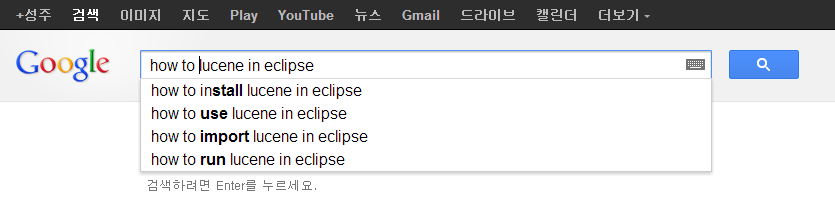 +성주 검색 이미지 지도 Play YouTube 뉴스 Gmail 드라이브 캘린더 더보기
Google how to lucene in eclipse
how to install lucene in eclipse
how to use lucene in eclipse
how to import lucene in eclipse
how to run lucene in eclipse
검색하려면 Enter를 누르세요.